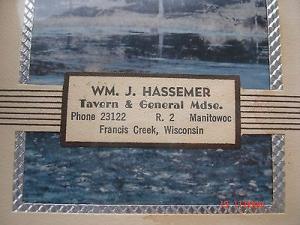 WM. J. HASSEMER
Tavern & General Mdse.
Phone 23122 R. 2 Manitowoc
Francis Creek, Wisconsin